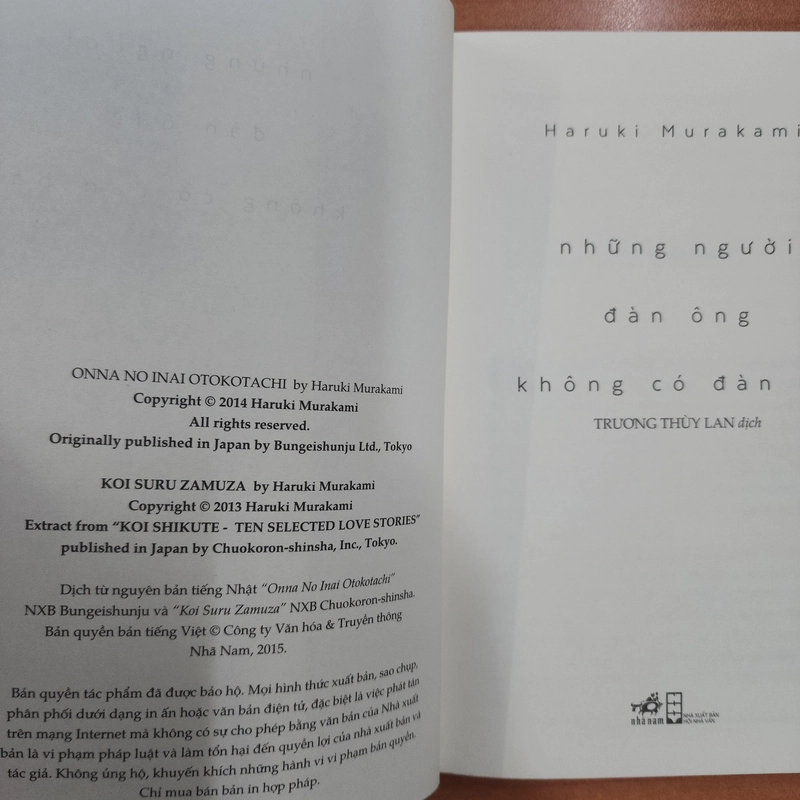 ONNA NO INAI OTOKOTACHI by Haruki Murakami
Copyright © 2014 Haruki Murakami
All rights reserved.
Originally published in Japan by Bungeishunju Ltd., Tokyo
KOI SURU ZAMUZA by Haruki Murakami
Copyright © 2013 Haruki Murakami
Extract from "KOI SHIKUTE - TEN SELECTED LOVE STORIES"
published in Japan by Chuokoron-shinsha, Inc., Tokyo.
Dịch từ nguyên bản tiếng Nhật "Onna No Inai Otokotachi"
NXB Bungeishunju và "Koi Suru Zamuza" NXB Chuokoron-shinsha.
Bản quyền bản tiếng Việt © Công ty Văn hóa & Truyền thông
Nhã Nam, 2015.
Bản quyền tác phẩm đã được bảo hộ. Mọi hình thức xuất bản, sao chụp,
phân phối dưới dạng in ấn hoặc văn bản điện tử, đặc biệt là việc phát tán
trên mạng Internet mà không có sự cho phép bằng văn bản của Nhà xuất
bản là vi phạm pháp luật và làm tổn hại đến quyền lợi của nhà xuất bản và
tác giả. Không ủng hộ, khuyến khích những hành vi vi phạm bản quyền.
Chỉ mua bán bản in hợp pháp.
Haruki Murakami
những người
đàn ông
không có đàn
TRƯƠNG THÙY LAN dịch
nhã nam
NHÀ XUẤT BẢN
HỘI NHÀ VĂN